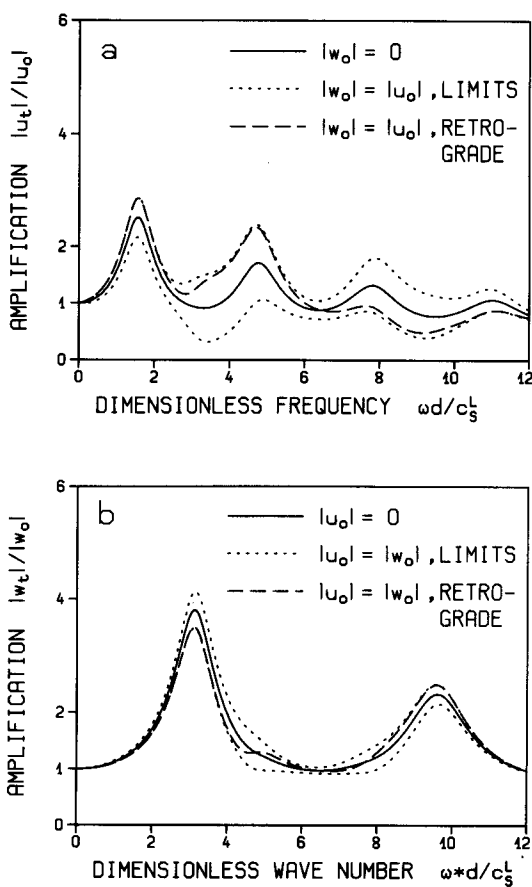 a
|w₀| = 0
|w₀| = |u₀| , LIMITS
|w₀| = |u₀| , RETRO-
GRADE
AMPLIFICATION |uₜ|/|u₀|
6
4
2
1
0
0 2 4 6 8 10 12
DIMENSIONLESS FREQUENCY ωd/c_S^L
b
|u₀| = 0
|u₀| = |w₀| , LIMITS
|u₀| = |w₀| , RETRO-
GRADE
AMPLIFICATION |wₜ|/|w₀|
6
4
2
1
0
0 2 4 6 8 10 12
DIMENSIONLESS WAVE NUMBER ω*d/c_S^L